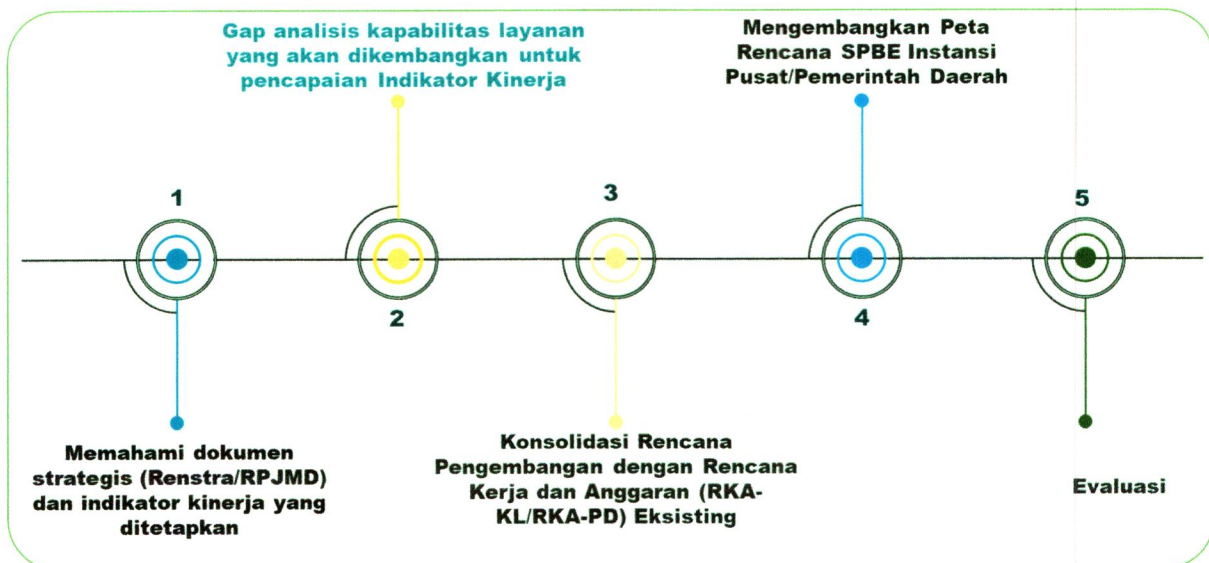 Gap analisis kapabilitas layanan
yang akan dikembangkan untuk
pencapaian Indikator Kinerja
Mengembangkan Peta
Rencana SPBE Instansi
Pusat/Pemerintah Daerah
1
3
5
2
4
Memahami dokumen
strategis (Renstra/RPJMD)
dan indikator kinerja yang
ditetapkan
Konsolidasi Rencana
Pengembangan dengan Rencana
Kerja dan Anggaran (RKA-
KL/RKA-PD) Eksisting
Evaluasi